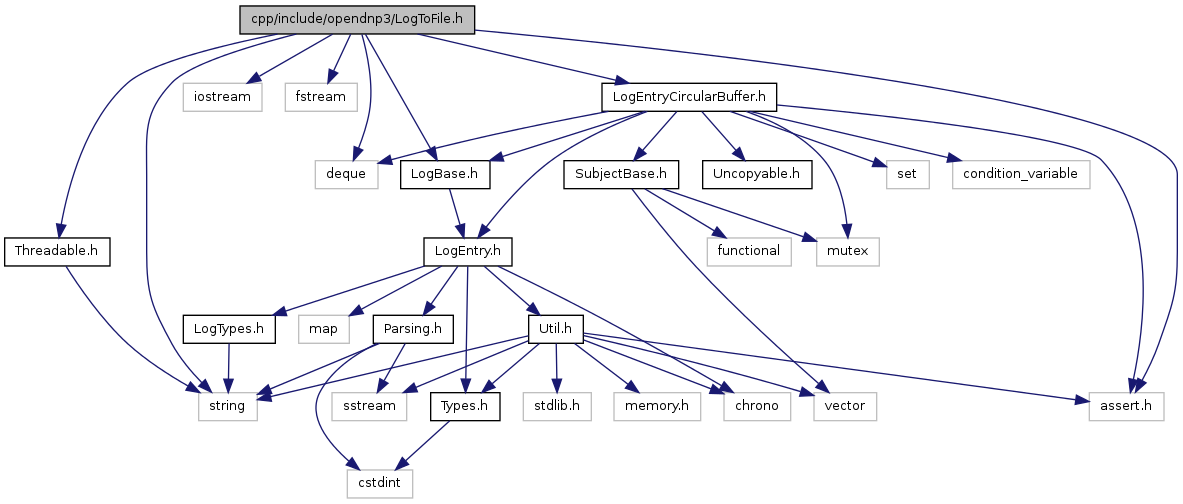 cpp/include/opendnp3/LogToFile.h
iostream
fstream
LogEntryCircularBuffer.h
deque
LogBase.h
SubjectBase.h
Uncopyable.h
set
condition_variable
Threadable.h
LogEntry.h
functional
mutex
LogTypes.h
map
Parsing.h
Util.h
string
sstream
Types.h
stdlib.h
memory.h
chrono
vector
assert.h
cstdint